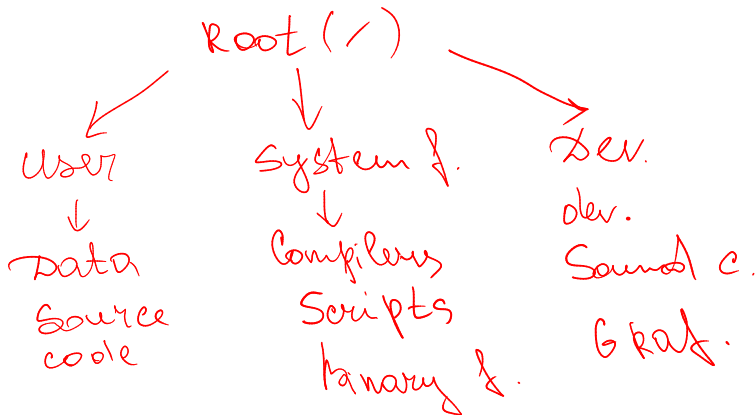 Root (/)
User
System f.
Dev.
Data
Source
code
Compilers
Scripts
binary f.
dev.
Sound c.
Graf.